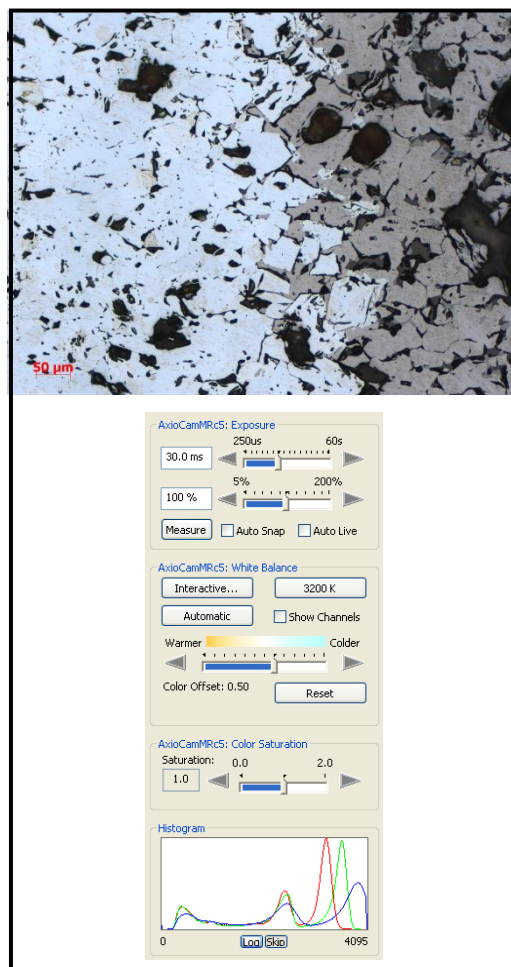 50 µm
AxioCamMRc5: Exposure
250us 60s
30.0 ms
5% 200%
100 %
Measure Auto Snap Auto Live
AxioCamMRc5: White Balance
Interactive... 3200 K
Automatic Show Channels
Warmer Colder
Color Offset: 0.50 Reset
AxioCamMRc5: Color Saturation
Saturation: 0.0 2.0
1.0
Histogram
0 Log Skip 4095